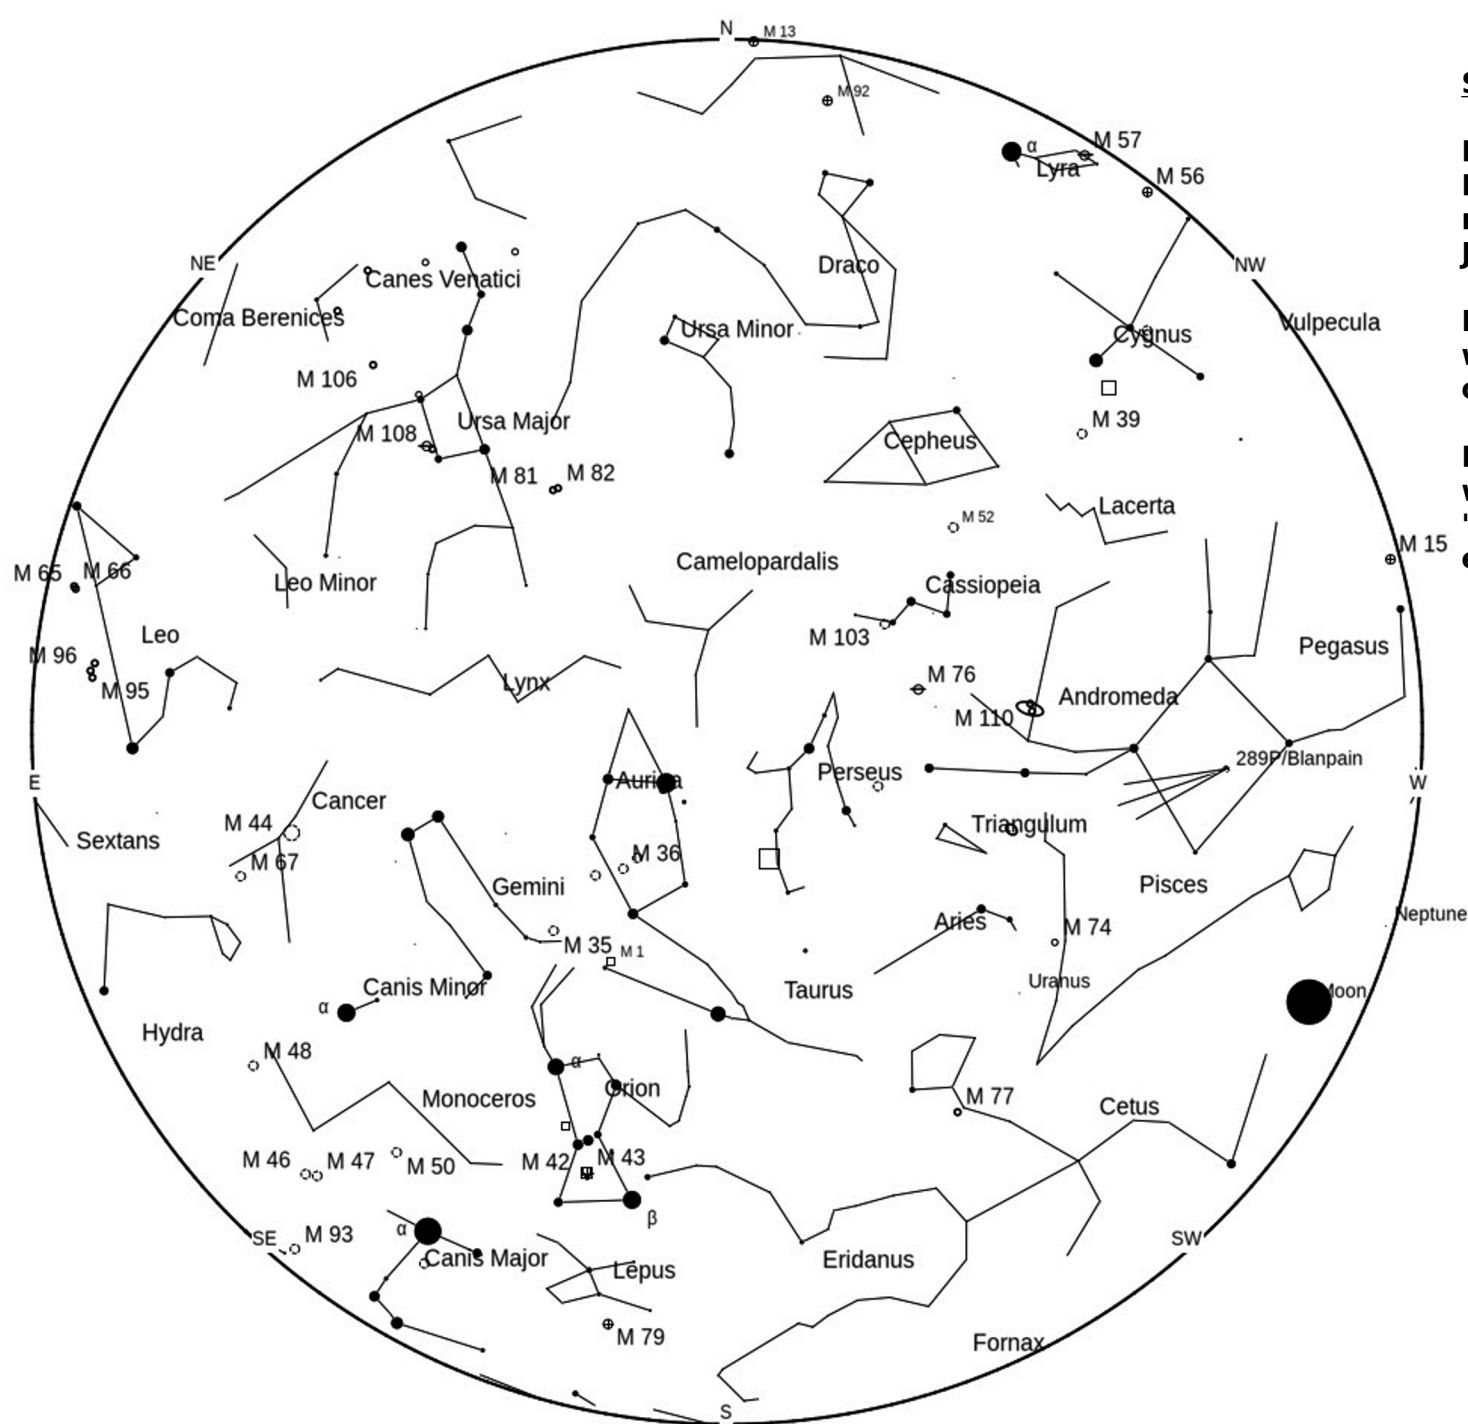 N
M 13
M 92
α
M 57
Lyra
M 56
NE
NW
Draco
Canes Venatici
Coma Berenices
Ursa Minor
Cygnus
Vulpecula
M 106
M 39
Ursa Major
M 108
Cepheus
M 81
M 82
Lacerta
M 52
M 15
Camelopardalis
M 65
M 66
Leo Minor
Cassiopeia
Leo
M 103
Pegasus
M 96
M 95
Lynx
M 76
Andromeda
M 110
289P/Blanpain
E
Auriga
Perseus
W
Cancer
M 44
Triangulum
Sextans
M 36
M 67
Gemini
Pisces
Aries
Neptune
M 35
M 1
M 74
Canis Minor
α
Taurus
Uranus
Moon
Hydra
M 48
α
Orion
Monoceros
M 77
Cetus
M 46
M 47
M 50
M 42
M 43
β
α
SE
M 93
Canis Major
Lepus
Eridanus
SW
M 79
Fornax
S